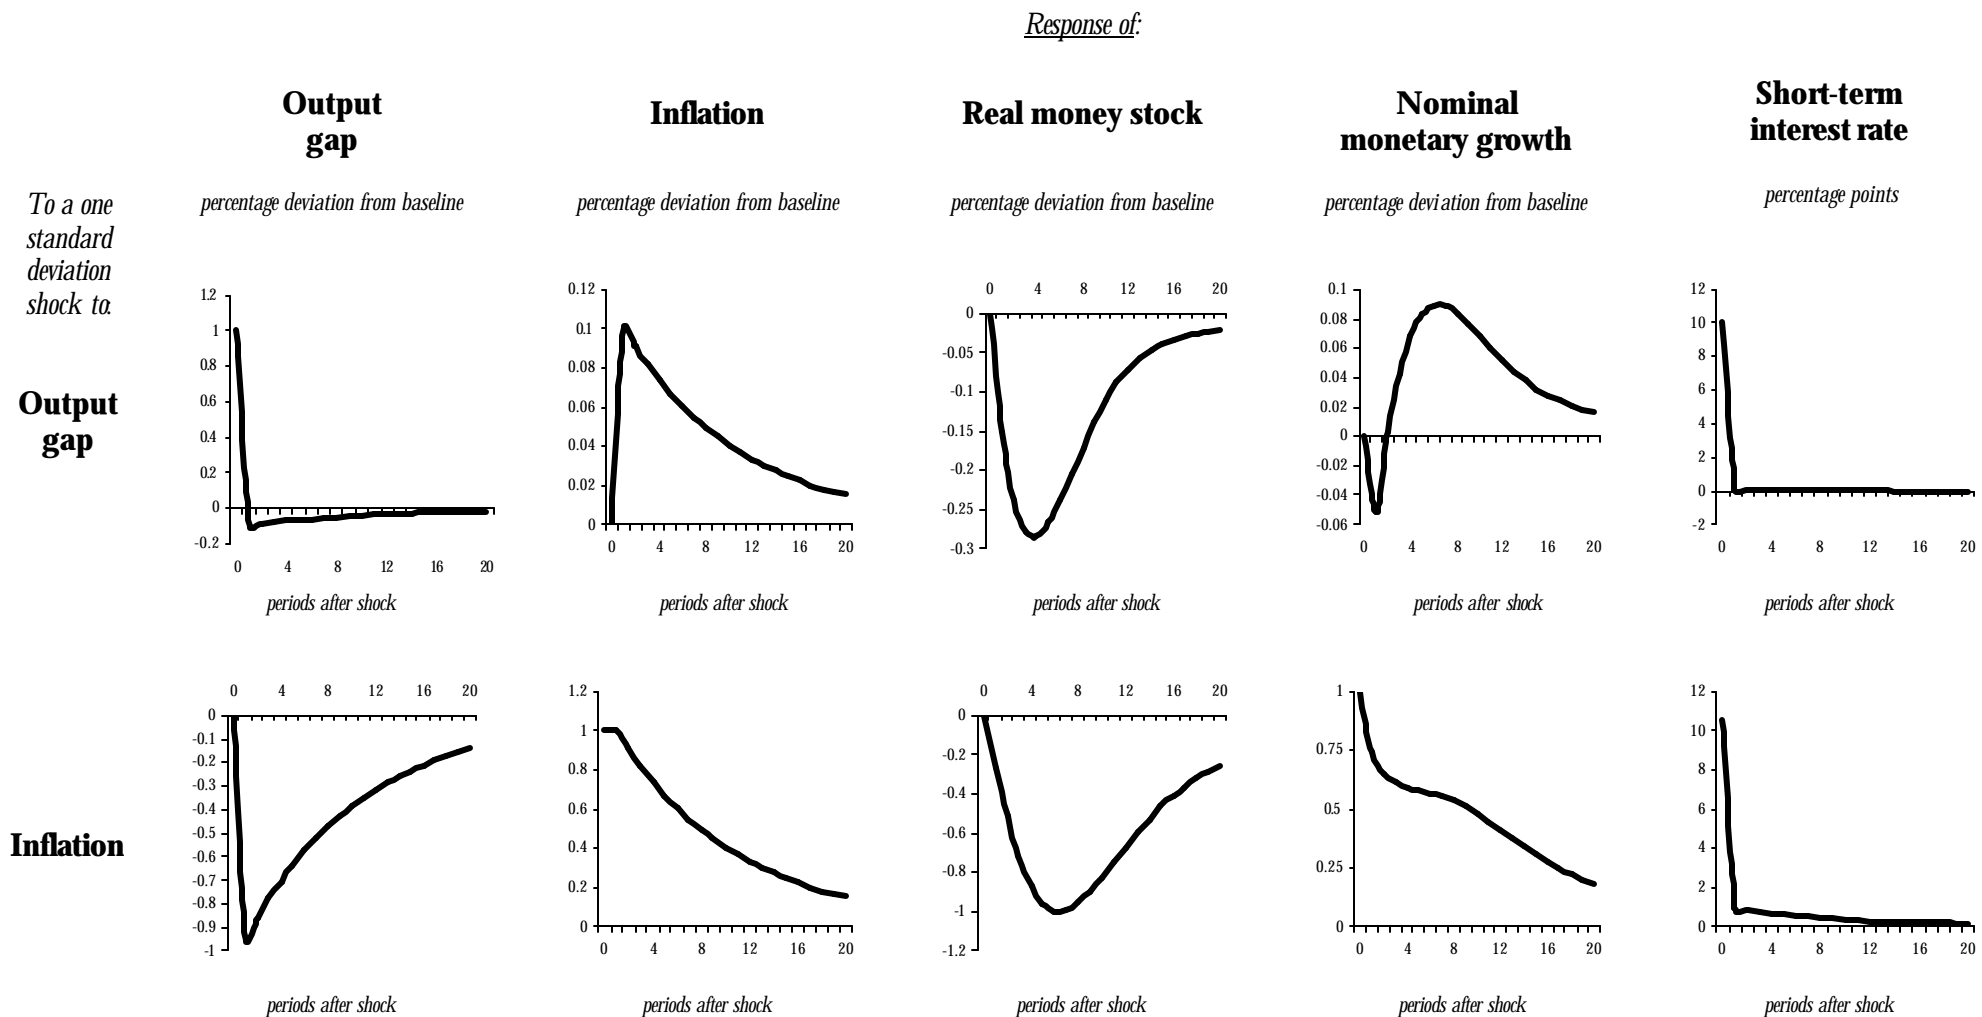 Response of:
Output
gap
Inflation
Real money stock
Nominal
monetary growth
Short-term
interest rate
To a one
standard
deviation
shock to:
percentage deviation from baseline
percentage deviation from baseline
percentage deviation from baseline
percentage deviation from baseline
percentage points
Output
gap
1.2
1
0.8
0.6
0.4
0.2
0
-0.2
0 4 8 12 16 20
periods after shock
0.12
0.1
0.08
0.06
0.04
0.02
0
0 4 8 12 16 20
periods after shock
0 4 8 12 16 20
0
-0.05
-0.1
-0.15
-0.2
-0.25
-0.3
periods after shock
0.1
0.08
0.06
0.04
0.02
0
-0.02
-0.04
-0.06
0 4 8 12 16 20
periods after shock
12
10
8
6
4
2
0
-2
0 4 8 12 16 20
periods after shock
Inflation
0 4 8 12 16 20
0
-0.1
-0.2
-0.3
-0.4
-0.5
-0.6
-0.7
-0.8
-0.9
-1
periods after shock
1.2
1
0.8
0.6
0.4
0.2
0
0 4 8 12 16 20
periods after shock
0 4 8 12 16 20
0
-0.2
-0.4
-0.6
-0.8
-1
-1.2
periods after shock
1
0.75
0.5
0.25
0
0 4 8 12 16 20
periods after shock
12
10
8
6
4
2
0
0 4 8 12 16 20
periods after shock